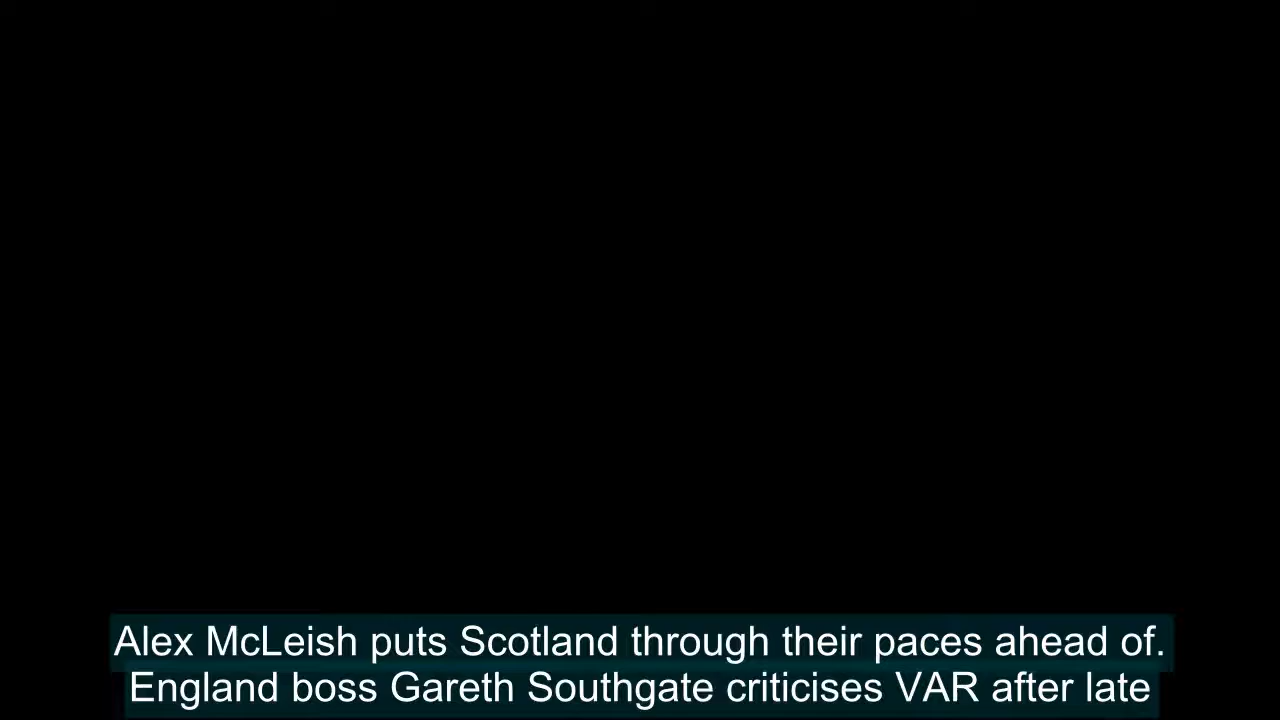 Alex McLeish puts Scotland through their paces ahead of.
England boss Gareth Southgate criticises VAR after late